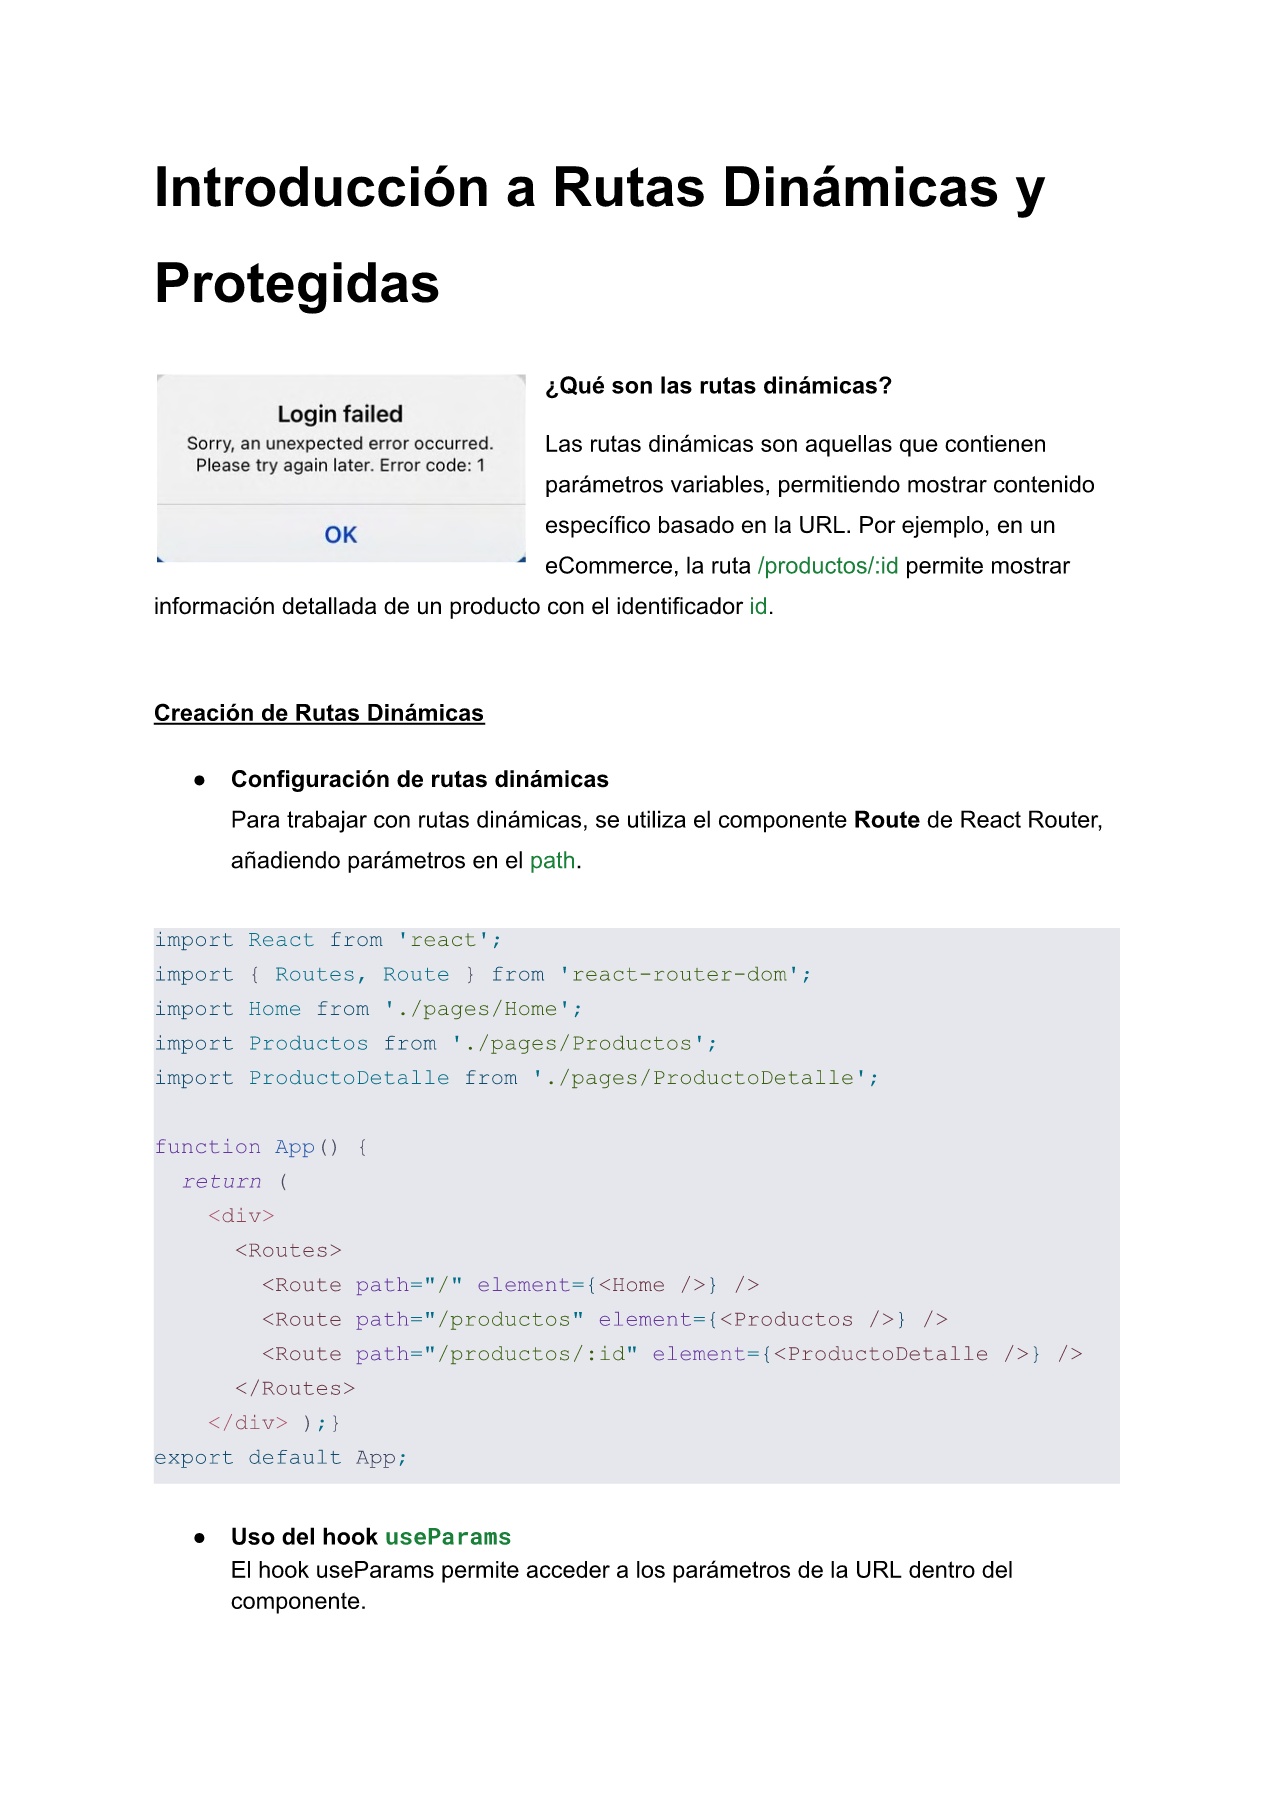 Introducción a Rutas Dinámicas y
Protegidas
Login failed
Sorry, an unexpected error occurred.
Please try again later. Error code: 1
OK
¿Qué son las rutas dinámicas?
Las rutas dinámicas son aquellas que contienen
parámetros variables, permitiendo mostrar contenido
específico basado en la URL. Por ejemplo, en un
eCommerce, la ruta /productos/:id permite mostrar
información detallada de un producto con el identificador id.
Creación de Rutas Dinámicas
● Configuración de rutas dinámicas
Para trabajar con rutas dinámicas, se utiliza el componente Route de React Router,
añadiendo parámetros en el path.
import React from 'react';
import { Routes, Route } from 'react-router-dom';
import Home from './pages/Home';
import Productos from './pages/Productos';
import ProductoDetalle from './pages/ProductoDetalle';
function App() {
  return (
    <div>
      <Routes>
        <Route path="/" element={<Home />} />
        <Route path="/productos" element={<Productos />} />
        <Route path="/productos/:id" element={<ProductoDetalle />} />
      </Routes>
    </div> );}
export default App;
● Uso del hook useParams
El hook useParams permite acceder a los parámetros de la URL dentro del
componente.